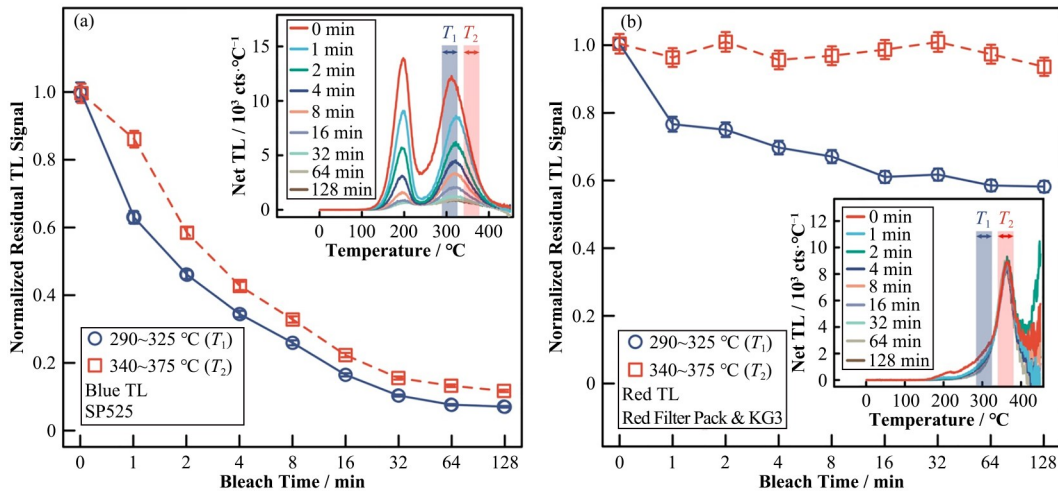 (a)
Normalized Residual TL Signal
1.0
0.8
0.6
0.4
0.2
0
0 1 2 4 8 16 32 64 128
Bleach Time / min
290~325 °C (T₁)
340~375 °C (T₂)
Blue TL
SP525
Net TL / 10³ cts·°C⁻¹
15
10
5
0
0 100 200 300 400
Temperature / °C
0 min
1 min
2 min
4 min
8 min
16 min
32 min
64 min
128 min
T₁ T₂
(b)
Normalized Residual TL Signal
1.0
0.8
0.6
0.4
0.2
0
0 1 2 4 8 16 32 64 128
Bleach Time / min
290~325 °C (T₁)
340~375 °C (T₂)
Red TL
Red Filter Pack & KG3
Net TL / 10³ cts·°C⁻¹
12
10
8
6
4
2
0
0 100 200 300 400
Temperature / °C
0 min
1 min
2 min
4 min
8 min
16 min
32 min
64 min
128 min
T₁ T₂